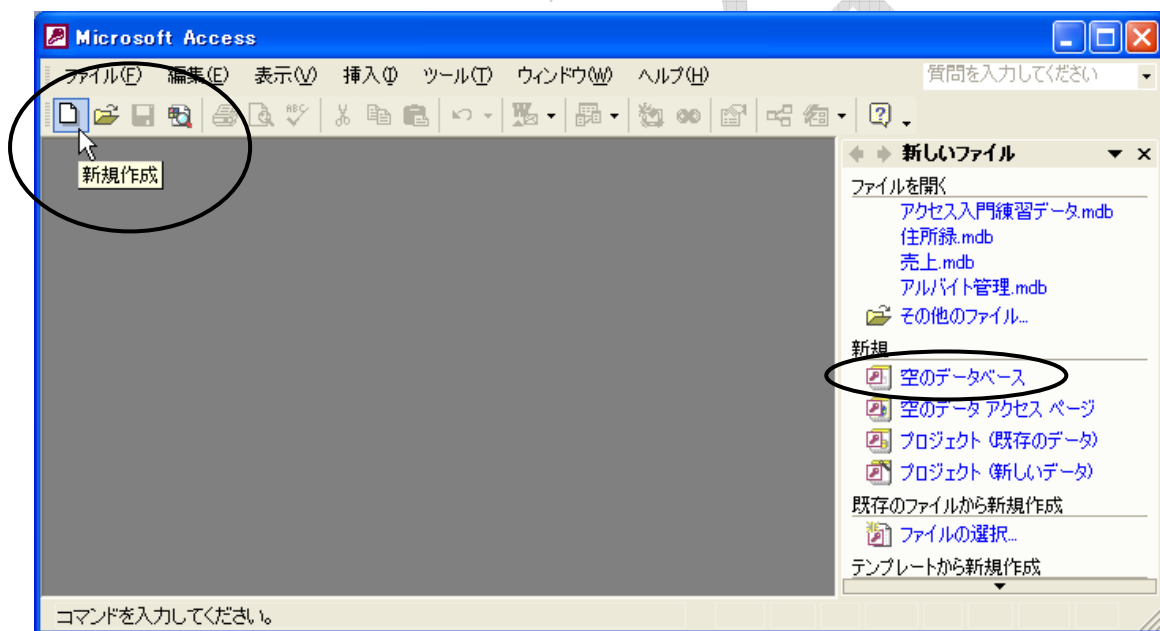 Microsoft Access
ファイル(F) 編集(E) 表示(V) 挿入(I) ツール(T) ウィンドウ(W) ヘルプ(H) 質問を入力してください
新規作成
新しいファイル
ファイルを開く
アクセス入門練習データ.mdb
住所録.mdb
売上.mdb
アルバイト管理.mdb
その他のファイル...
新規
空のデータベース
空のデータ アクセス ページ
プロジェクト (既存のデータ)
プロジェクト (新しいデータ)
既存のファイルから新規作成
ファイルの選択...
テンプレートから新規作成
コマンドを入力してください。